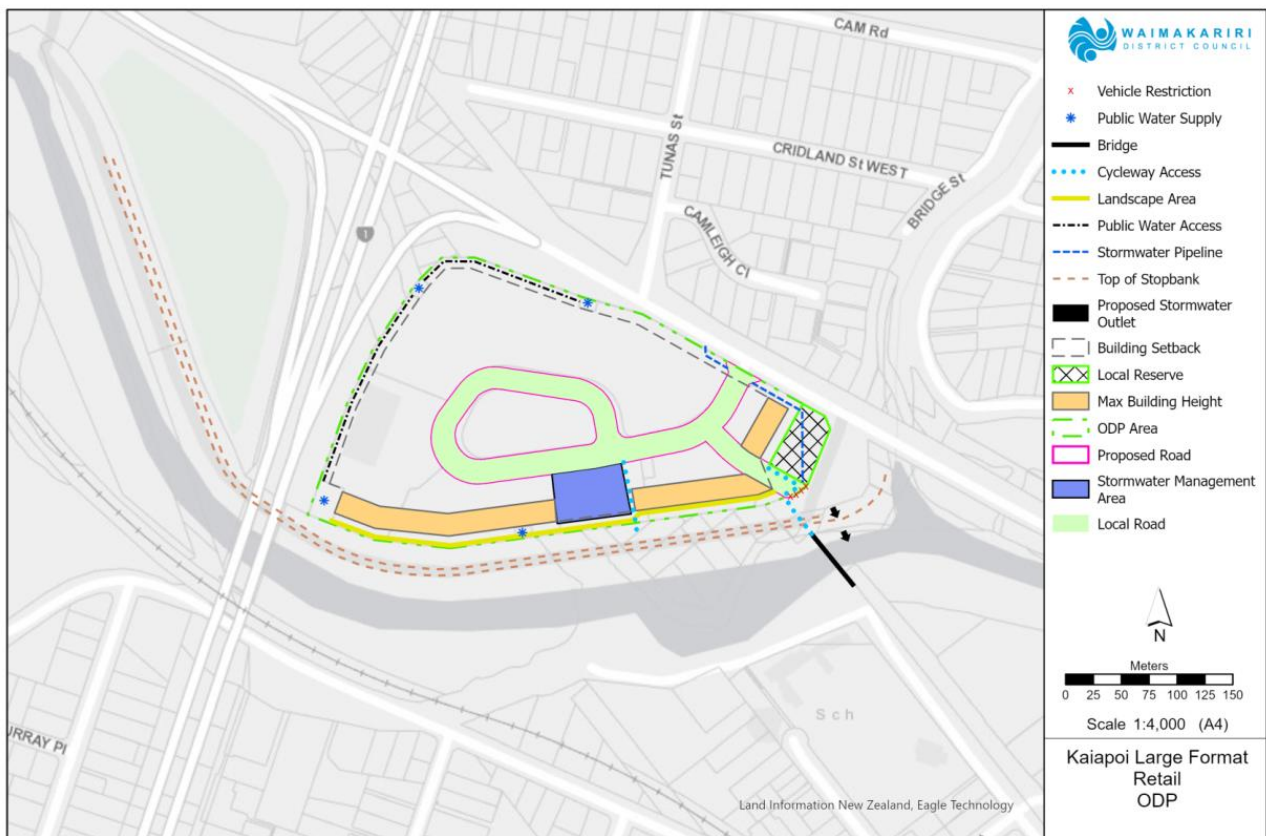 CAM Rd
CRIDLAND St WEST
TUNAS St
CAMLEIGH Cl
BRIDGE St
1
URRAY Pl
Sch
Land Information New Zealand, Eagle Technology
WAIMAKARIRI
DISTRICT COUNCIL
Vehicle Restriction
Public Water Supply
Bridge
Cycleway Access
Landscape Area
Public Water Access
Stormwater Pipeline
Top of Stopbank
Proposed Stormwater
Outlet
Building Setback
Local Reserve
Max Building Height
ODP Area
Proposed Road
Stormwater Management
Area
Local Road
N
Meters
0 25 50 75 100 125 150
Scale 1:4,000 (A4)
Kaiapoi Large Format
Retail
ODP